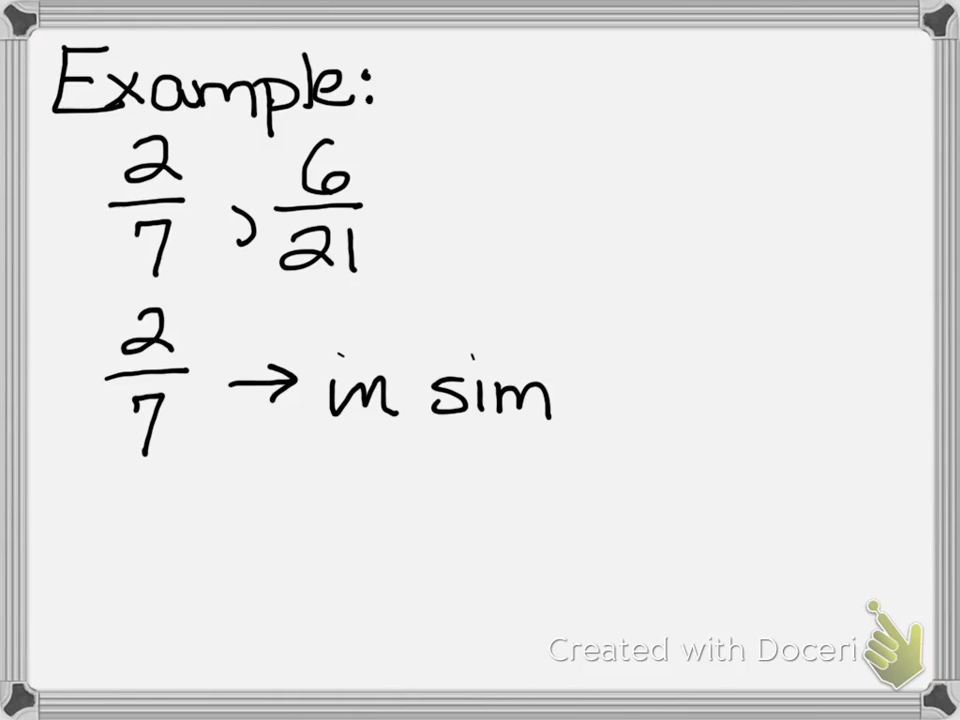 Example:
2/7 , 6/21
2/7 → in sim
Created with Doceri